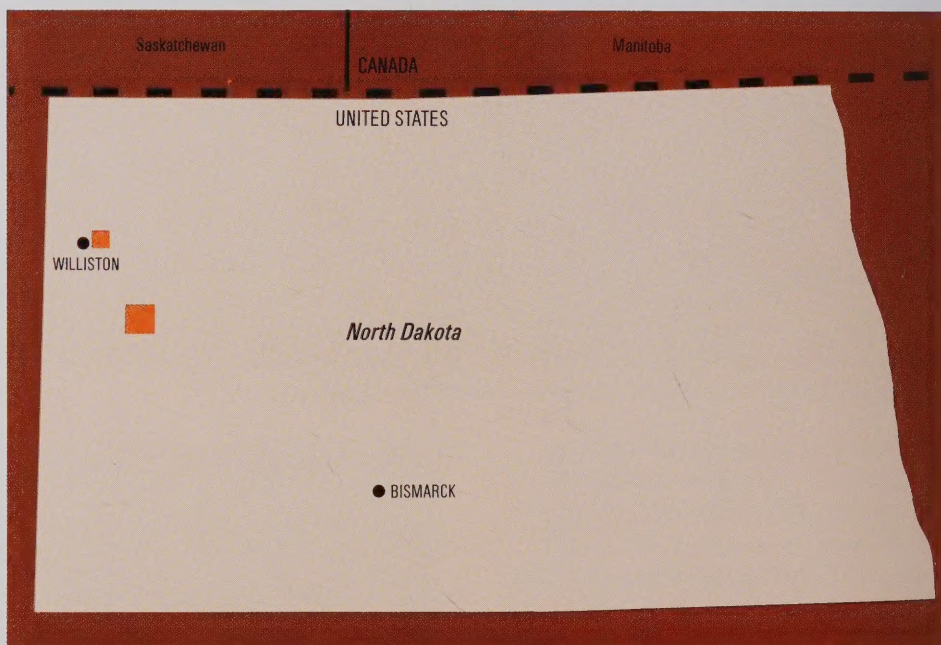 Saskatchewan
Manitoba
CANADA
UNITED STATES
WILLISTON
North Dakota
BISMARCK